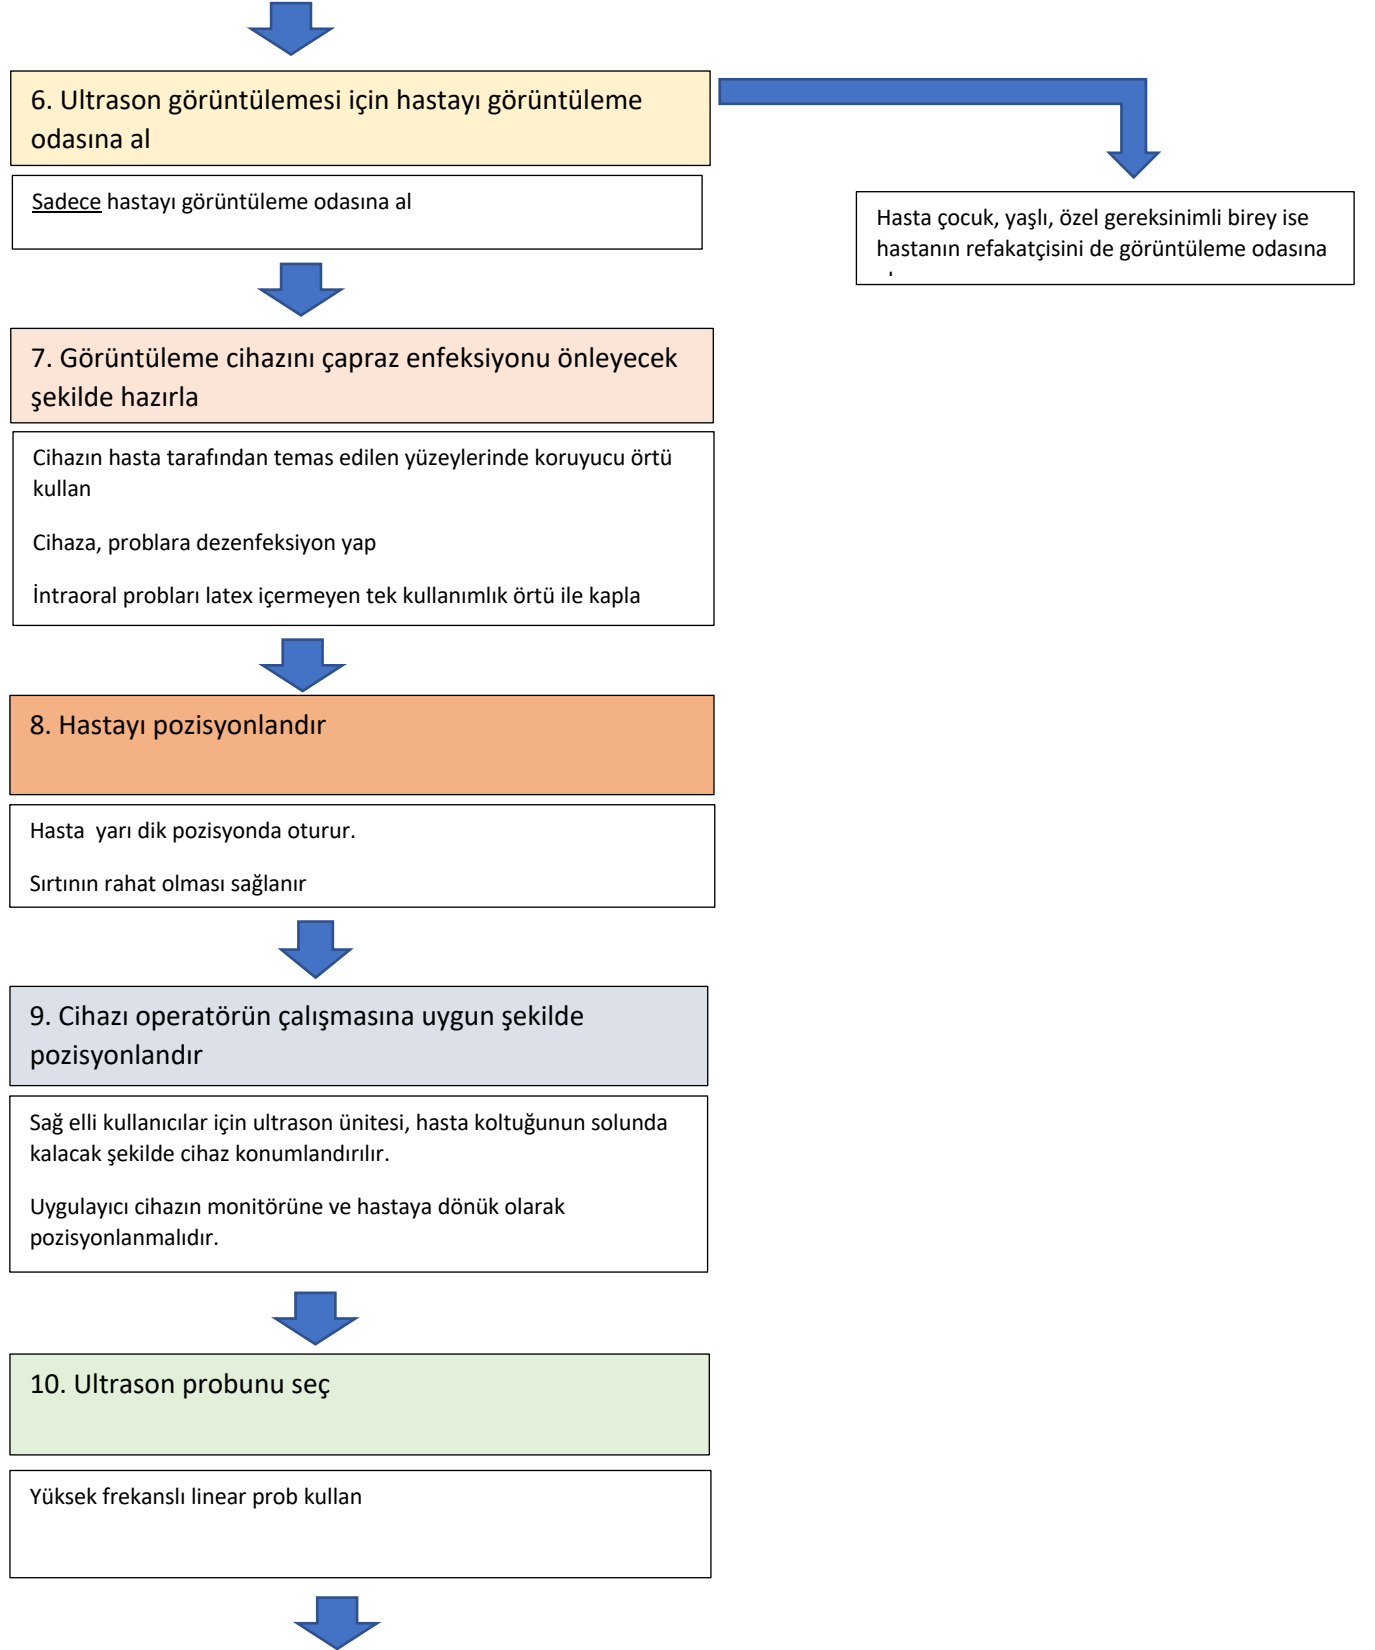 6. Ultrason görüntülemesi için hastayı görüntüleme
odasına al
Sadece hastayı görüntüleme odasına al
Hasta çocuk, yaşlı, özel gereksinimli birey ise
hastanın refakatçisini de görüntüleme odasına
7. Görüntüleme cihazını çapraz enfeksiyonu önleyecek
şekilde hazırla
Cihazın hasta tarafından temas edilen yüzeylerinde koruyucu örtü
kullan
Cihaza, problara dezenfeksiyon yap
İntraoral probları latex içermeyen tek kullanımlık örtü ile kapla
8. Hastayı pozisyonlandır
Hasta  yarı dik pozisyonda oturur.
Sırtının rahat olması sağlanır
9. Cihazı operatörün çalışmasına uygun şekilde
pozisyonlandır
Sağ elli kullanıcılar için ultrason ünitesi, hasta koltuğunun solunda
kalacak şekilde cihaz konumlandırılır.
Uygulayıcı cihazın monitörüne ve hastaya dönük olarak
pozisyonlanmalıdır.
10. Ultrason probunu seç
Yüksek frekanslı linear prob kullan